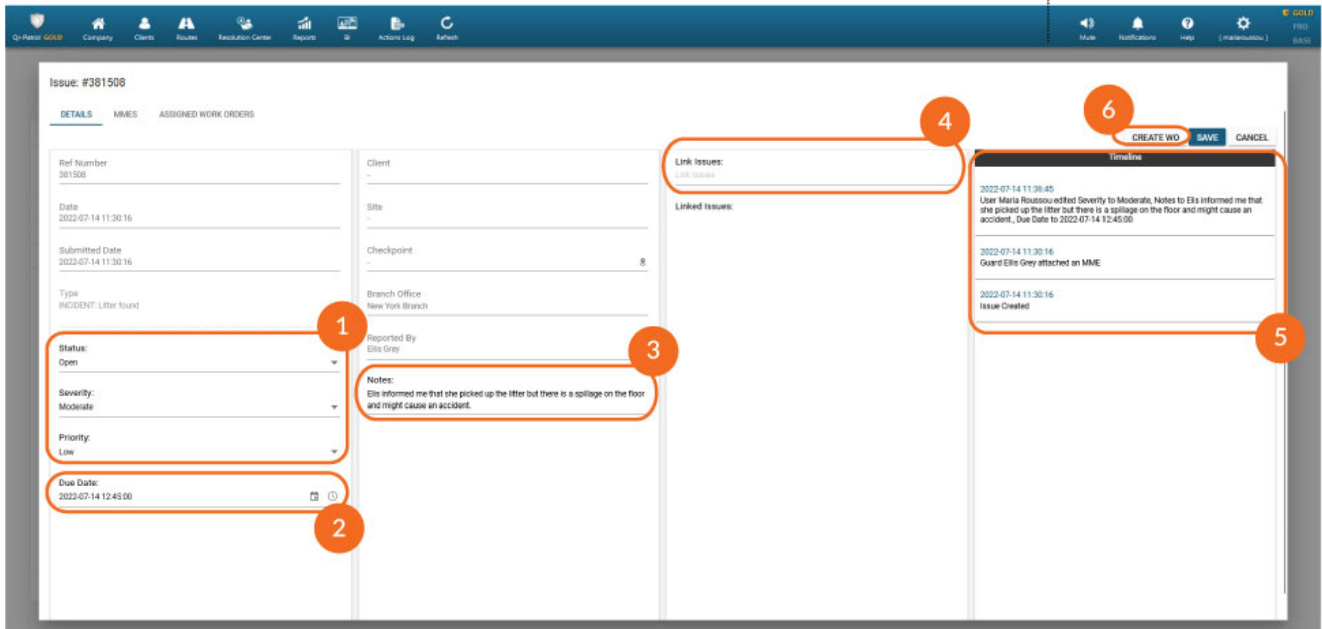 Qr-Patrol GOLD
Company
Clients
Routes
Resolution Center
Reports
BI
Actions Log
Refresh
Mute
Notifications
Help
[ mariaroussou ]
GOLD
PRO
BASE
Issue: #381508
DETAILS MMES ASSIGNED WORK ORDERS
CREATE WO SAVE CANCEL
Ref Number
381508
Date
2022-07-14 11:30:16
Submitted Date
2022-07-14 11:30:16
Type
INCIDENT: Litter found
1
Status:
Open
Severity:
Moderate
Priority:
Low
Due Date:
2022-07-14 12:45:00
2
Client
-
Site
-
Checkpoint
-
Branch Office
New York Branch
Reported By
Ellis Grey
3
Notes:
Elis informed me that she picked up the litter but there is a spillage on the floor
and might cause an accident.
4
Link Issues:
Link Issues
Linked Issues:
6
Timeline
2022-07-14 11:36:45
User Maria Roussou edited Severity to Moderate, Notes to Elis informed me that
she picked up the litter but there is a spillage on the floor and might cause an
accident., Due Date to 2022-07-14 12:45:00
2022-07-14 11:30:16
Guard Ellis Grey attached an MME
2022-07-14 11:30:16
Issue Created
5